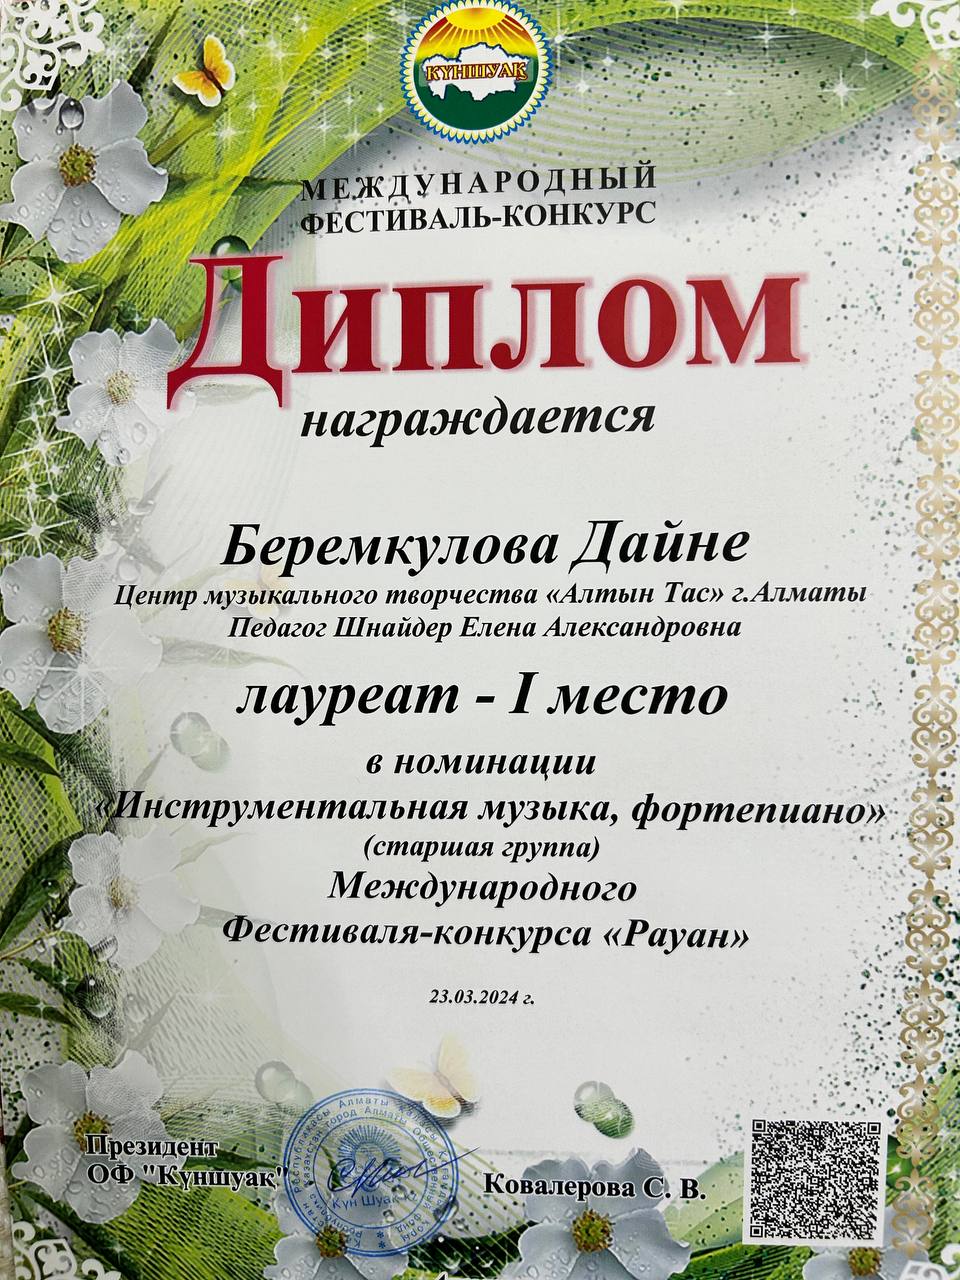 КҮНШУАҚ
МЕЖДУНАРОДНЫЙ
ФЕСТИВАЛЬ-КОНКУРС
Диплом
награждается
Беремкулова Дайне
Центр музыкального творчества «Алтын Тас» г.Алматы
Педагог Шнайдер Елена Александровна
лауреат - I место
в номинации
«Инструментальная музыка, фортепиано»
(старшая группа)
Международного
Фестиваля-конкурса «Рауан»
23.03.2024 г.
Президент
ОФ "Күншуақ"
Күн Шуақ kz
Ковалерова С. В.